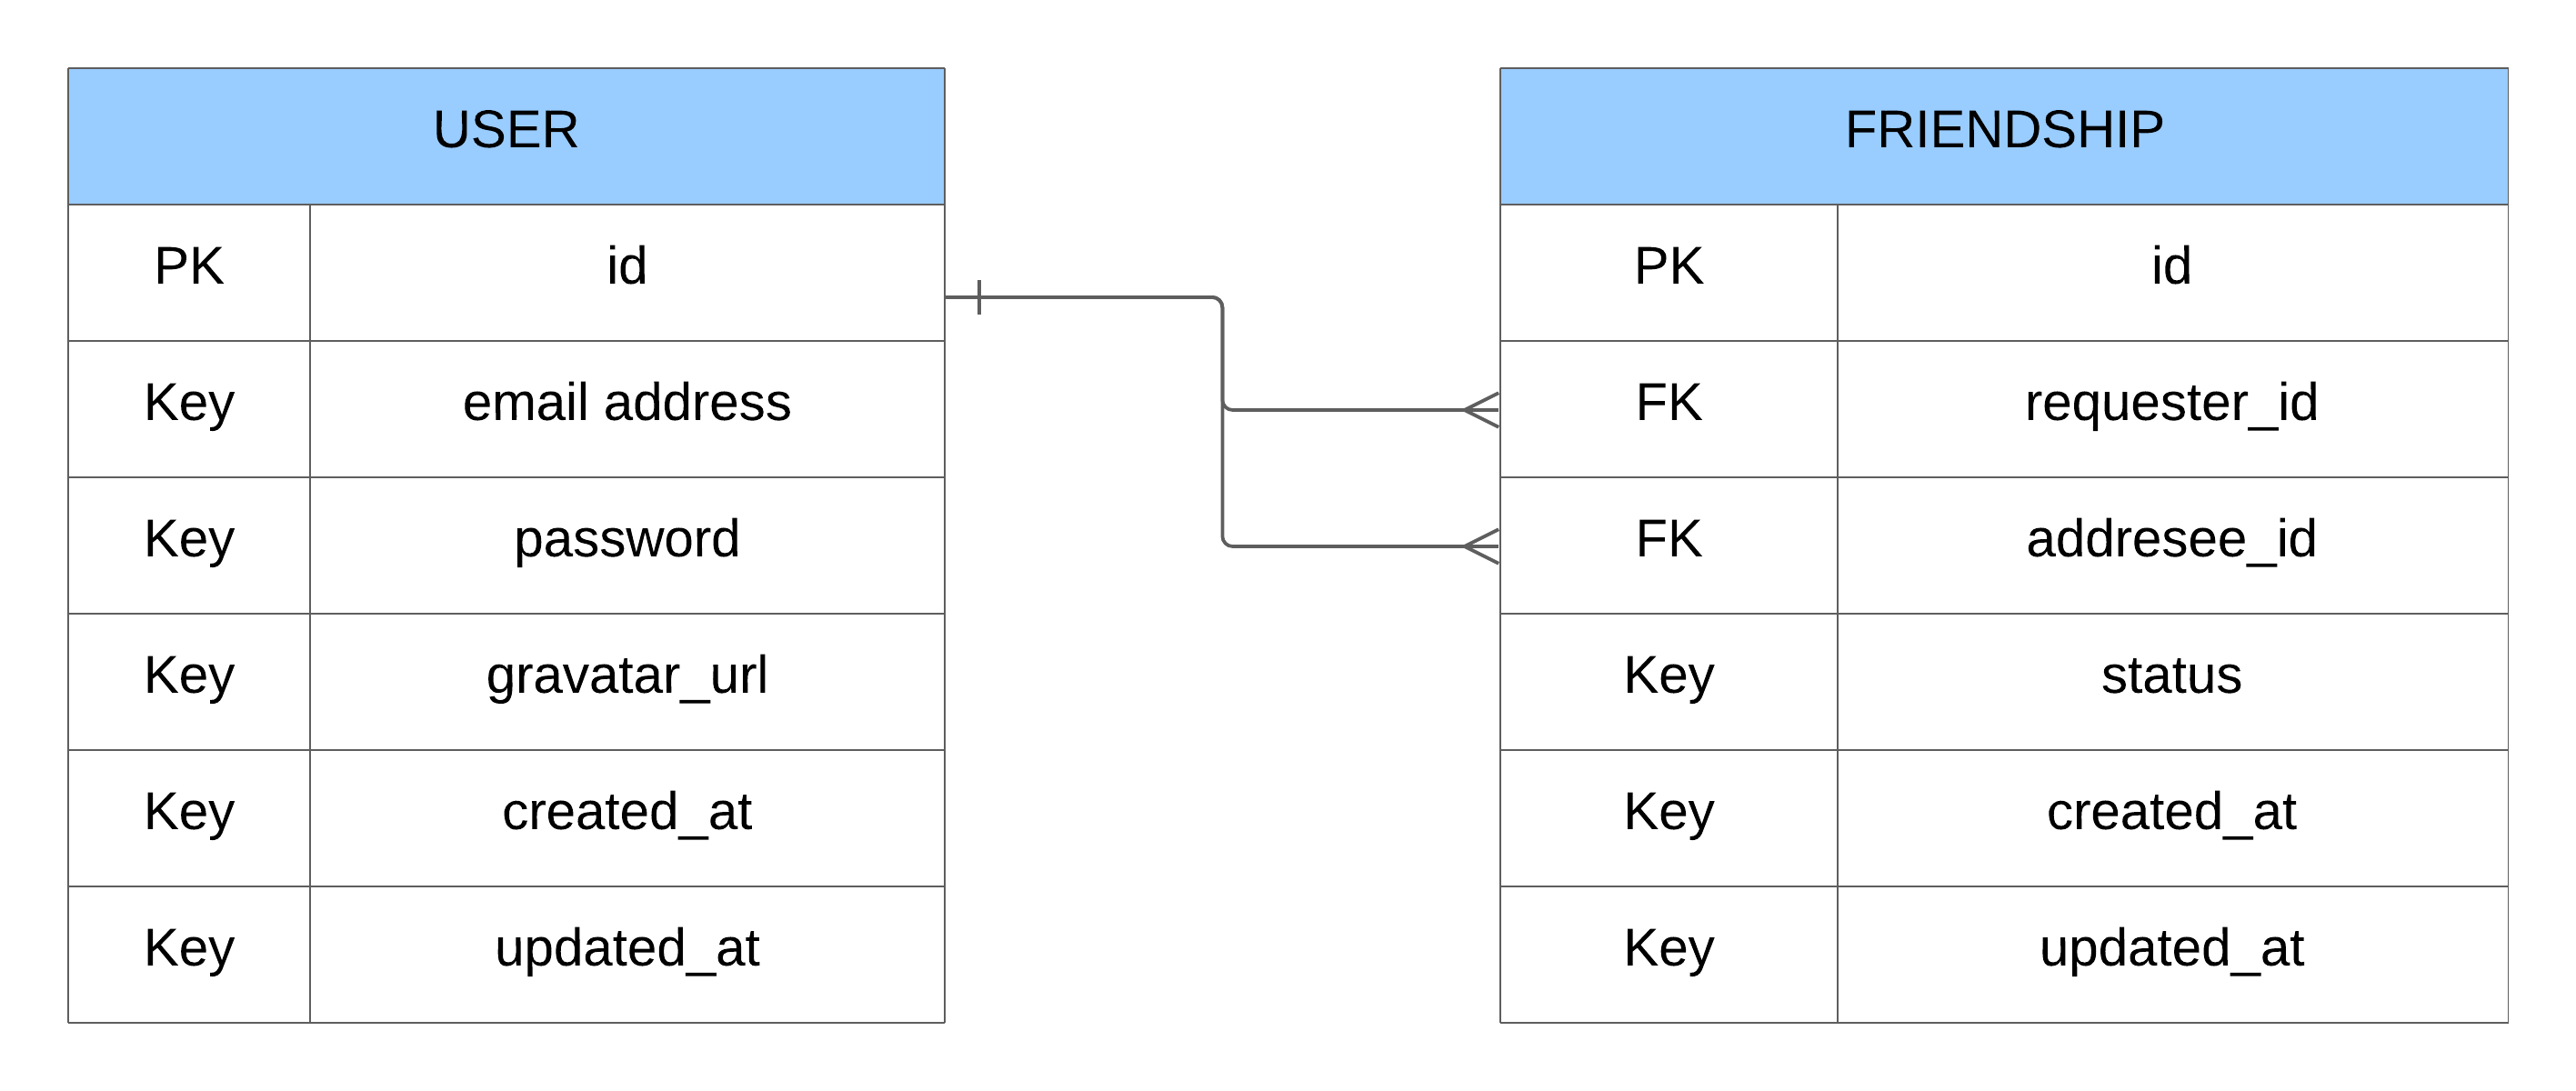 USER
PK id
Key email address
Key password
Key gravatar_url
Key created_at
Key updated_at
FRIENDSHIP
PK id
FK requester_id
FK addresee_id
Key status
Key created_at
Key updated_at